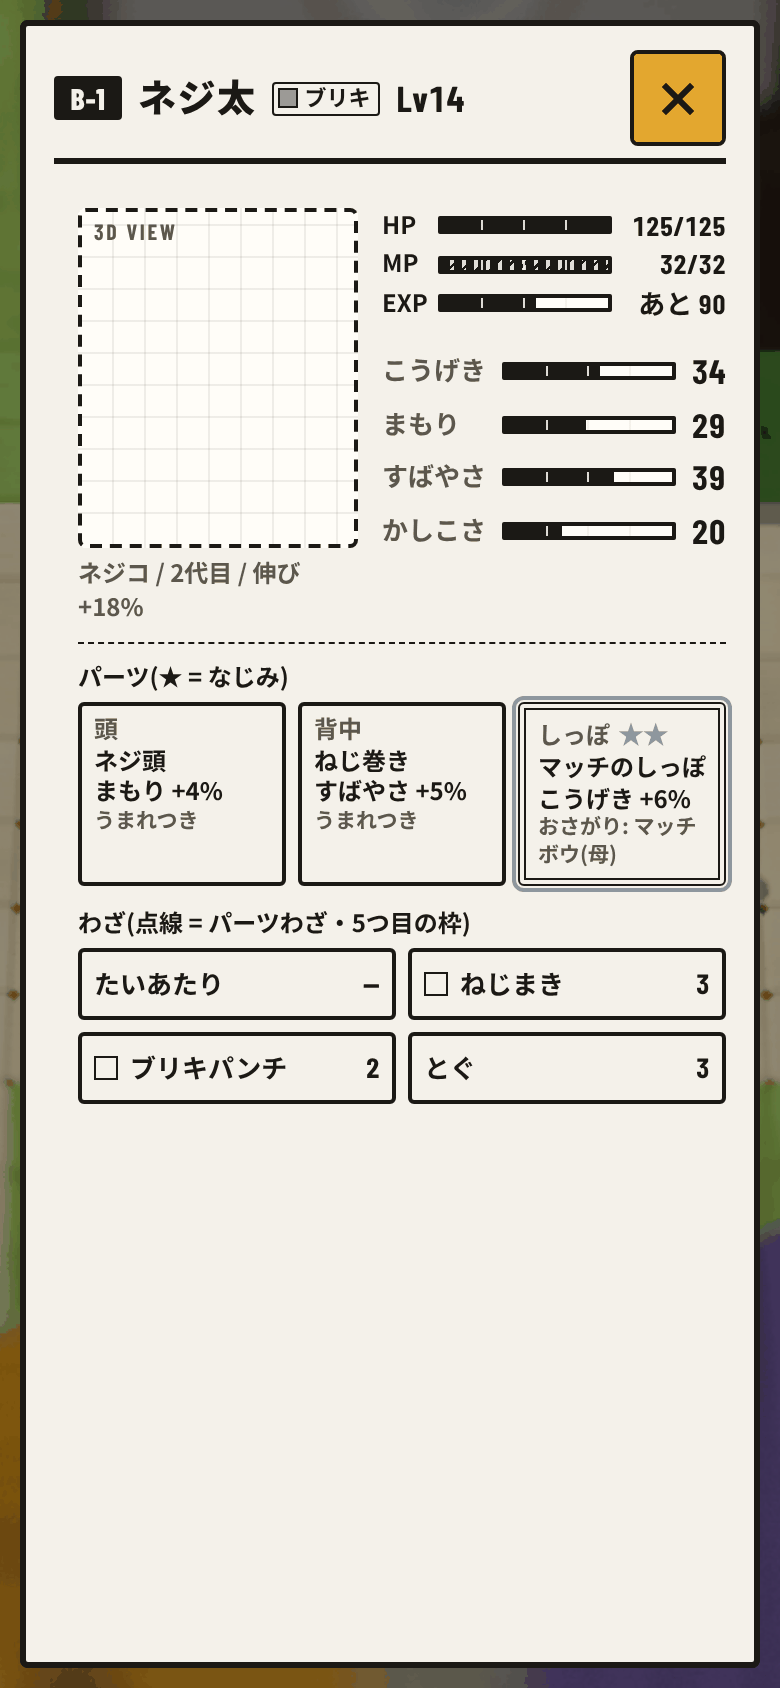 B-1 ネジ太 ブリキ Lv14 ×
3D VIEW
HP 125/125
MP 32/32
EXP あと 90
こうげき 34
まもり 29
すばやさ 39
かしこさ 20
ネジコ / 2代目 / 伸び
+18%
パーツ(★ = なじみ)
頭
ネジ頭
まもり +4%
うまれつき
背中
ねじ巻き
すばやさ +5%
うまれつき
しっぽ ★★
マッチのしっぽ
こうげき +6%
おさがり: マッチ
ボウ(母)
わざ(点線 = パーツわざ・5つ目の枠)
たいあたり –
ねじまき 3
ブリキパンチ 2
とぐ 3